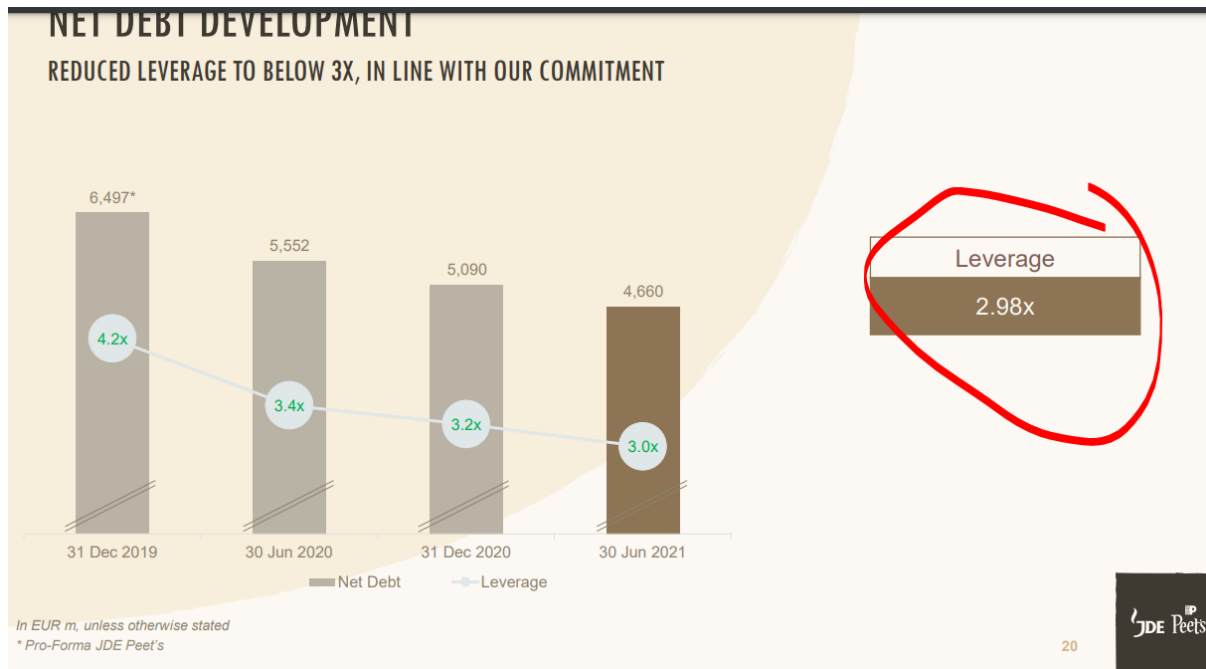 NET DEBT DEVELOPMENT
REDUCED LEVERAGE TO BELOW 3X, IN LINE WITH OUR COMMITMENT
6,497*
5,552
5,090
4,660
4.2x
3.4x
3.2x
3.0x
31 Dec 2019
30 Jun 2020
31 Dec 2020
30 Jun 2021
Net Debt
Leverage
Leverage
2.98x
In EUR m, unless otherwise stated
* Pro-Forma JDE Peet's
20
JDE Peet's